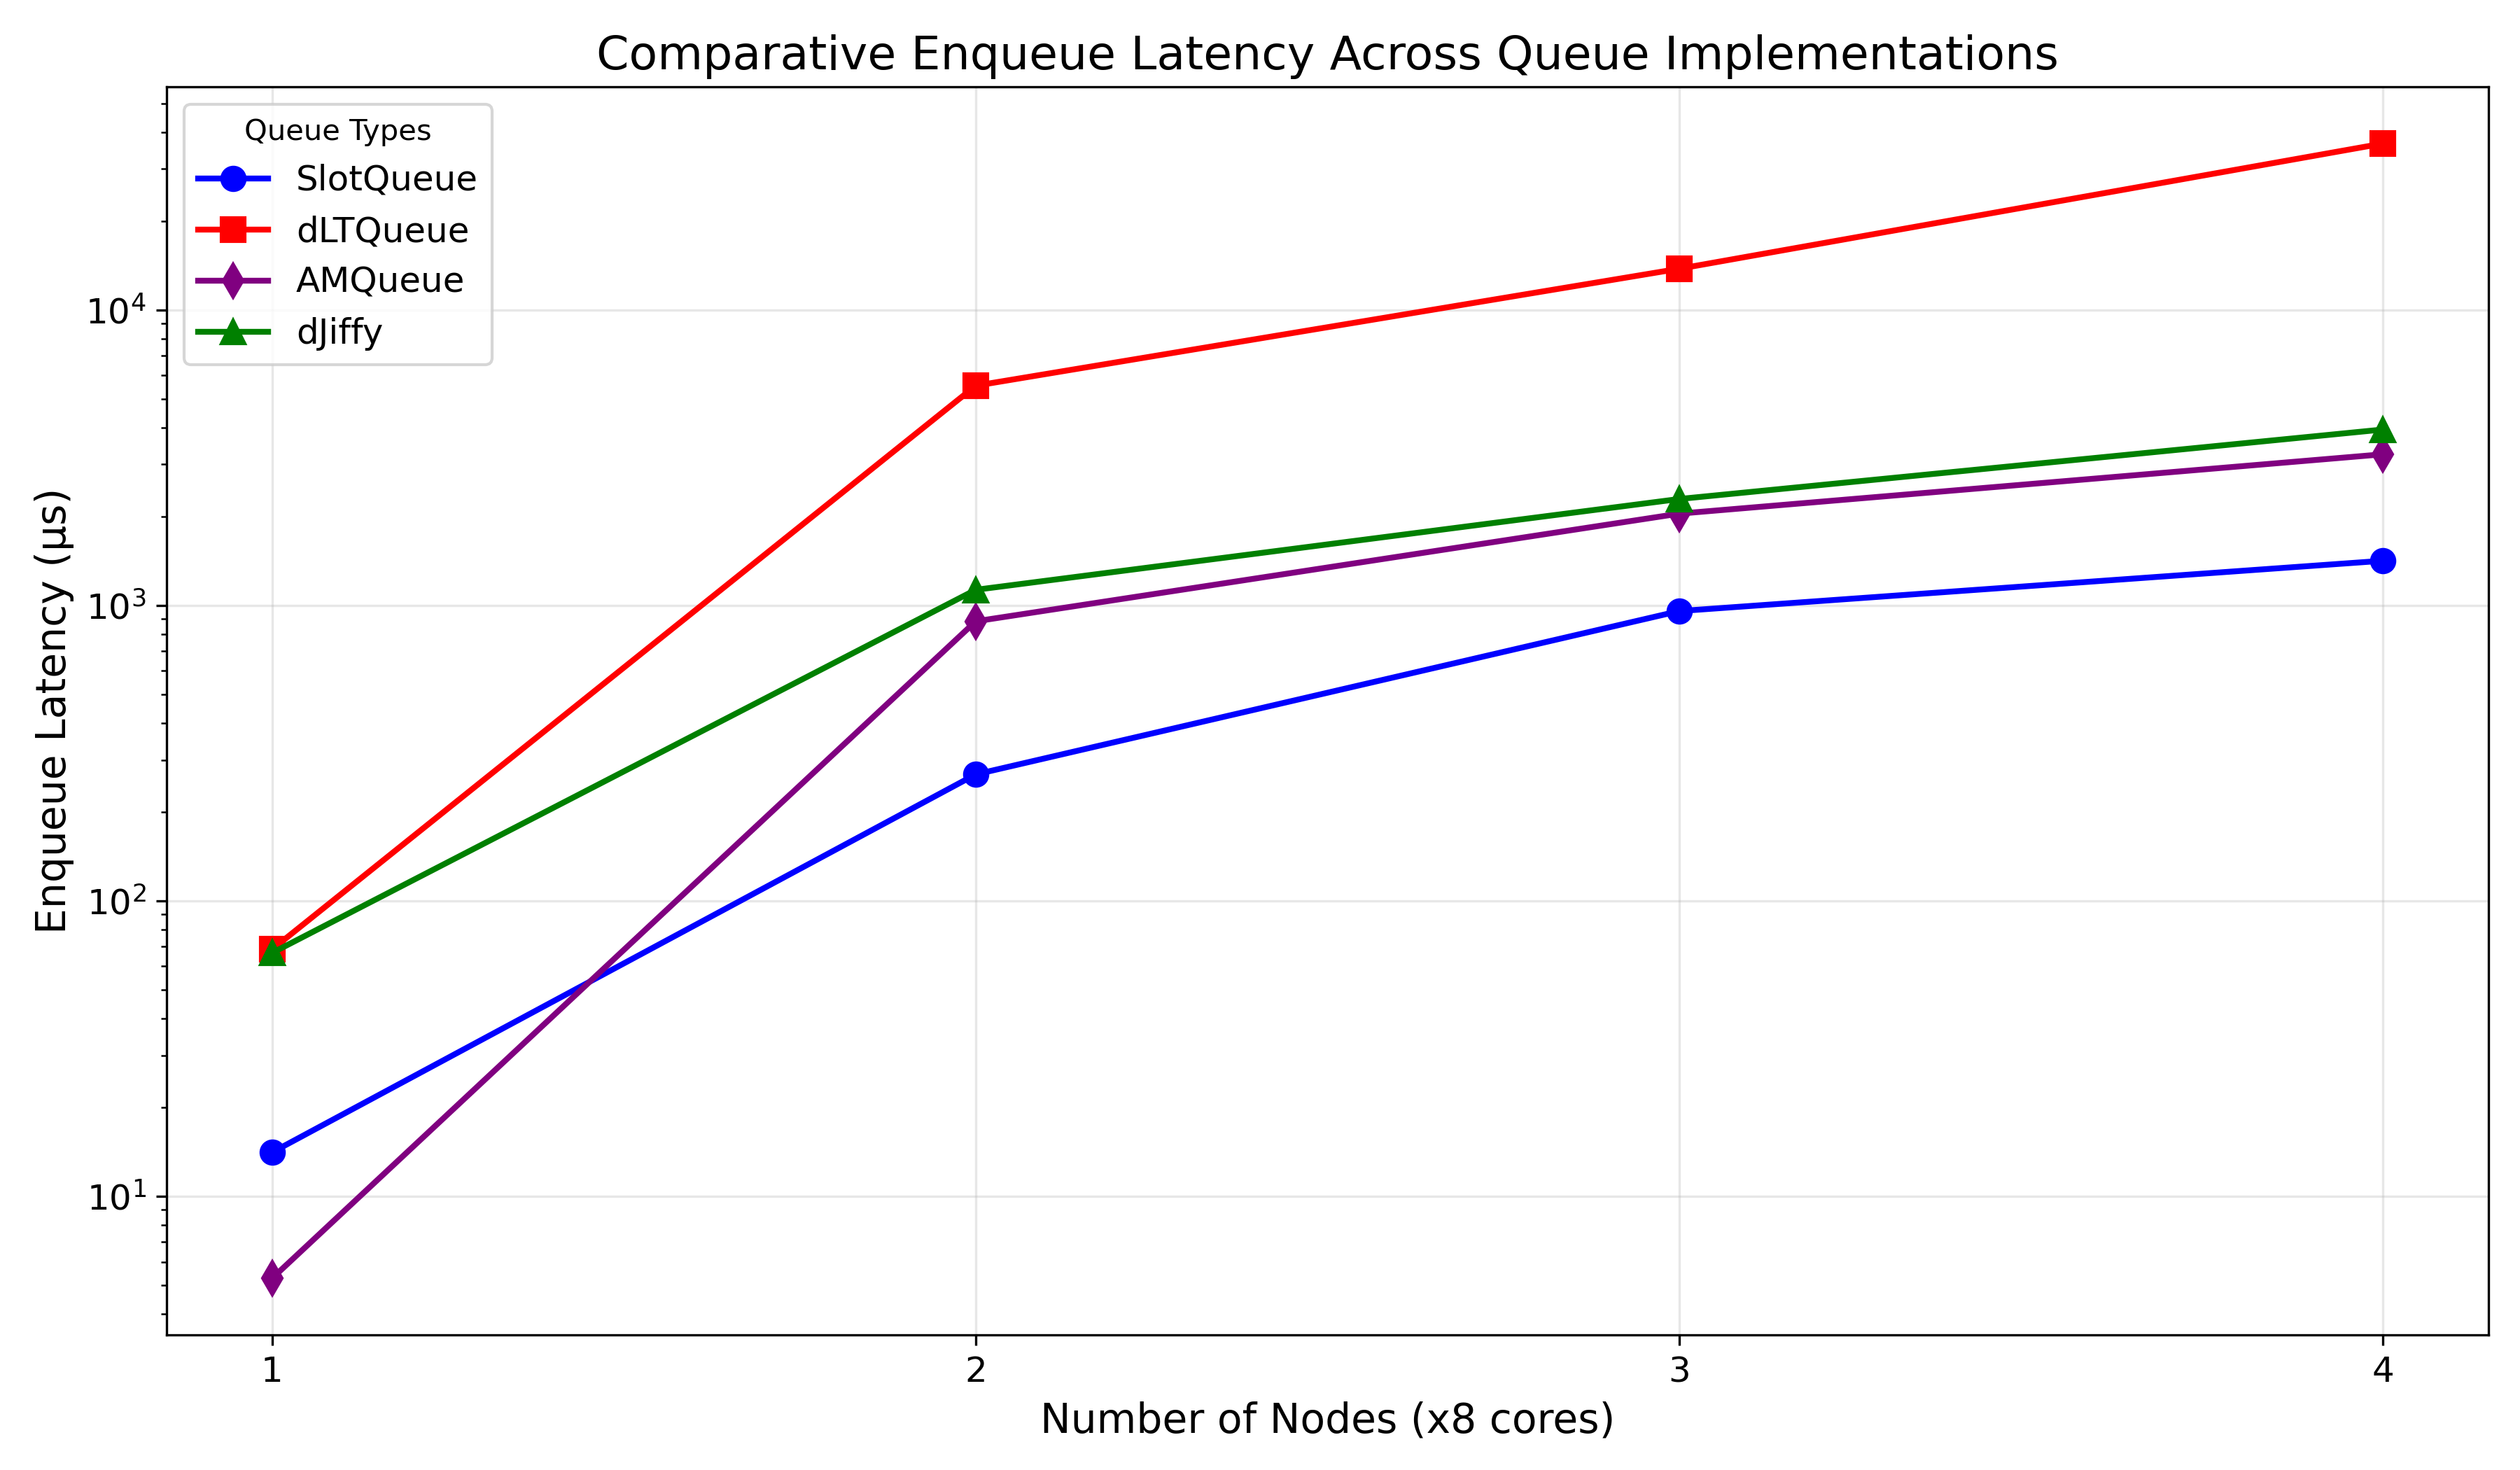 Comparative Enqueue Latency Across Queue Implementations
Queue Types
SlotQueue
dLTQueue
AMQueue
dJiffy
Enqueue Latency (µs)
10⁴
10³
10²
10¹
1 2 3 4
Number of Nodes (x8 cores)